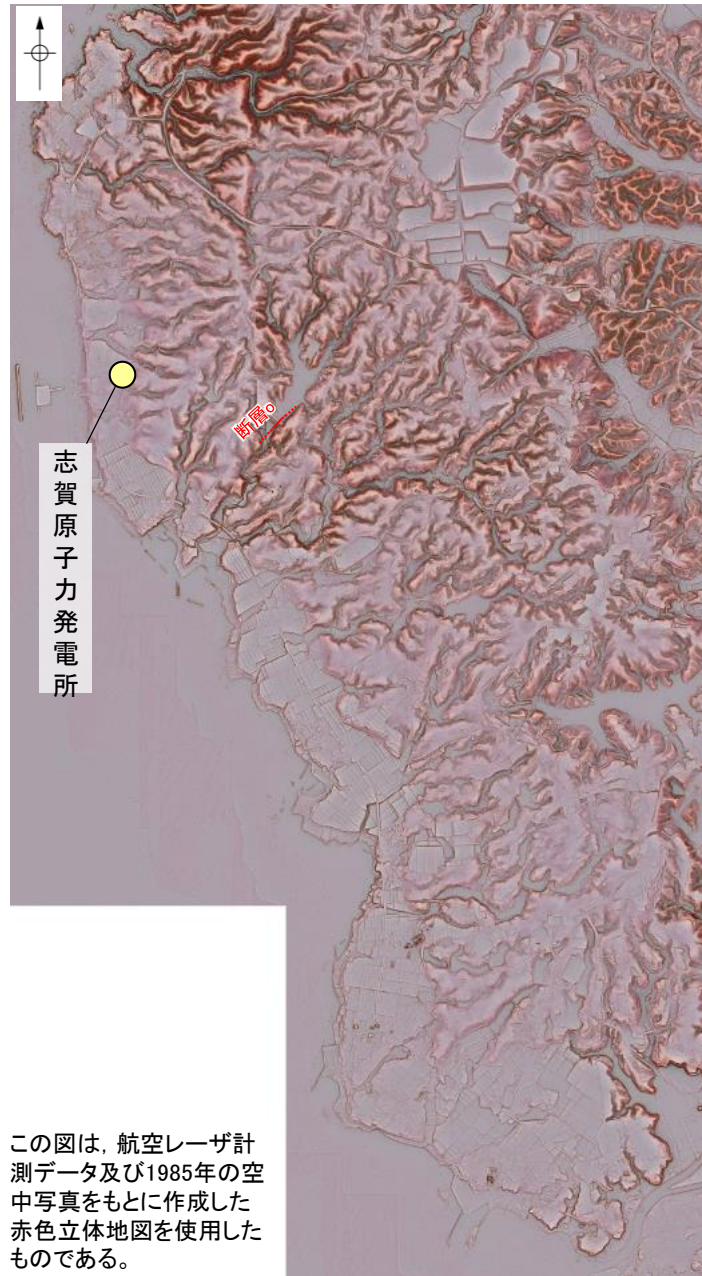 断層o
志賀原子力発電所
この図は，航空レーザ計
測データ及び1985年の空
中写真をもとに作成した
赤色立体地図を使用した
ものである。